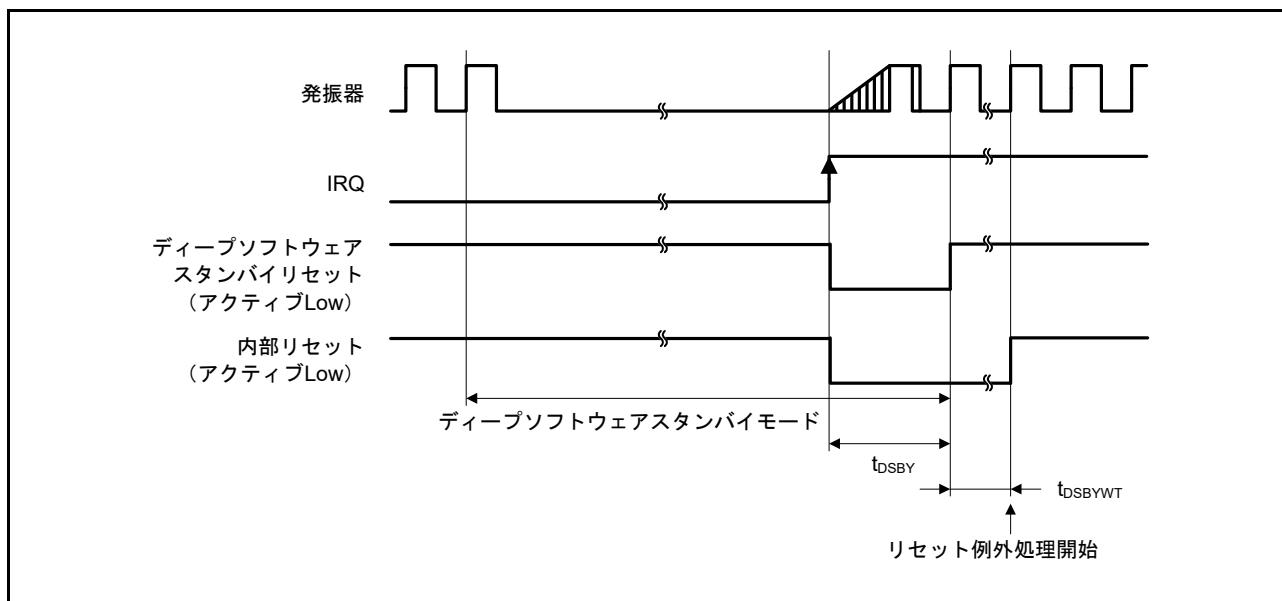 発振器
IRQ
ディープソフトウェア
スタンバイリセット
（アクティブLow）
内部リセット
（アクティブLow）
ディープソフトウェアスタンバイモード
tDSBY
tDSBYWT
リセット例外処理開始